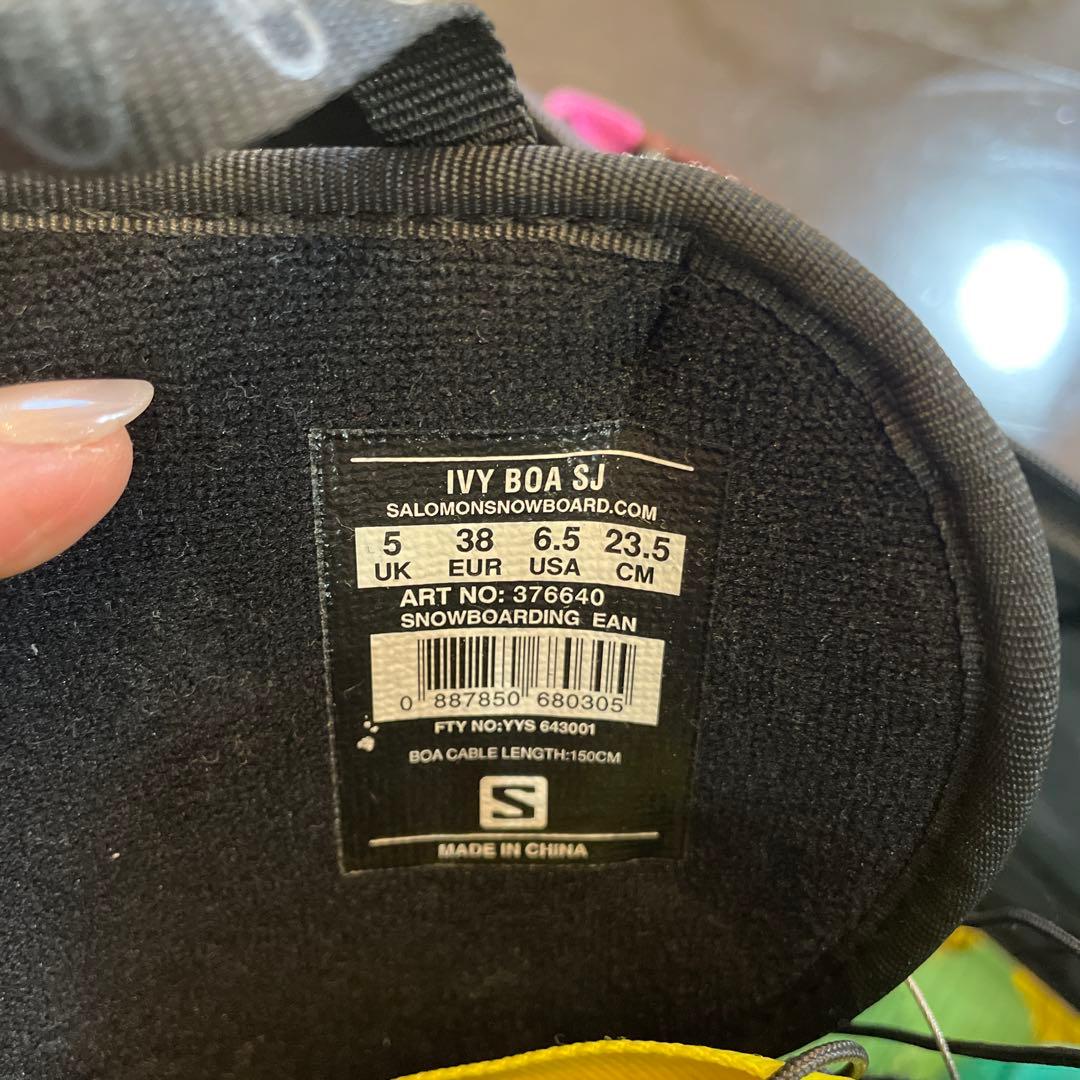 IVY BOA SJ
SALOMONSNOWBOARD.COM
5 38 6.5 23.5
UK EUR USA CM
ART NO: 376640
SNOWBOARDING EAN
0 887850 680305
FTY NO:YYS 643001
BOA CABLE LENGTH:150CM
S
MADE IN CHINA